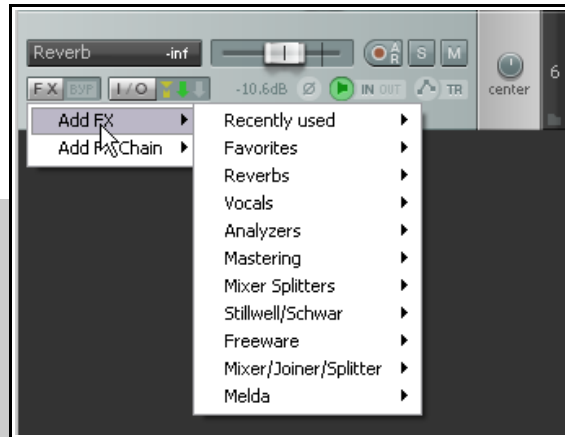 Reverb -inf A R S M
FX BYP I/O -10.6dB Ø IN OUT TR center 6
Add FX
Add FX Chain
Recently used
Favorites
Reverbs
Vocals
Analyzers
Mastering
Mixer Splitters
Stillwell/Schwar
Freeware
Mixer/Joiner/Splitter
Melda